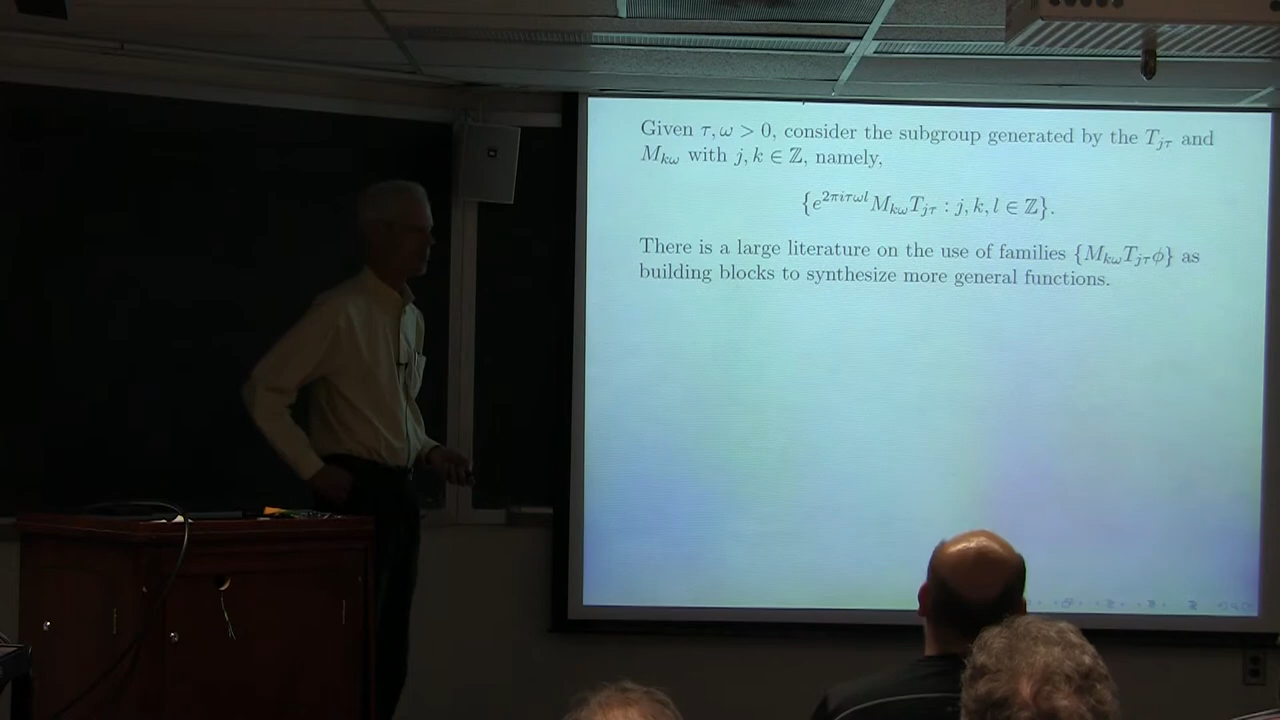 Given τ, ω > 0, consider the subgroup generated by the T_{jτ} and
M_{kω} with j, k ∈ ℤ, namely,
{e^{2πiτωl} M_{kω} T_{jτ} : j, k, l ∈ ℤ}.
There is a large literature on the use of families {M_{kω} T_{jτ} ϕ} as
building blocks to synthesize more general functions.